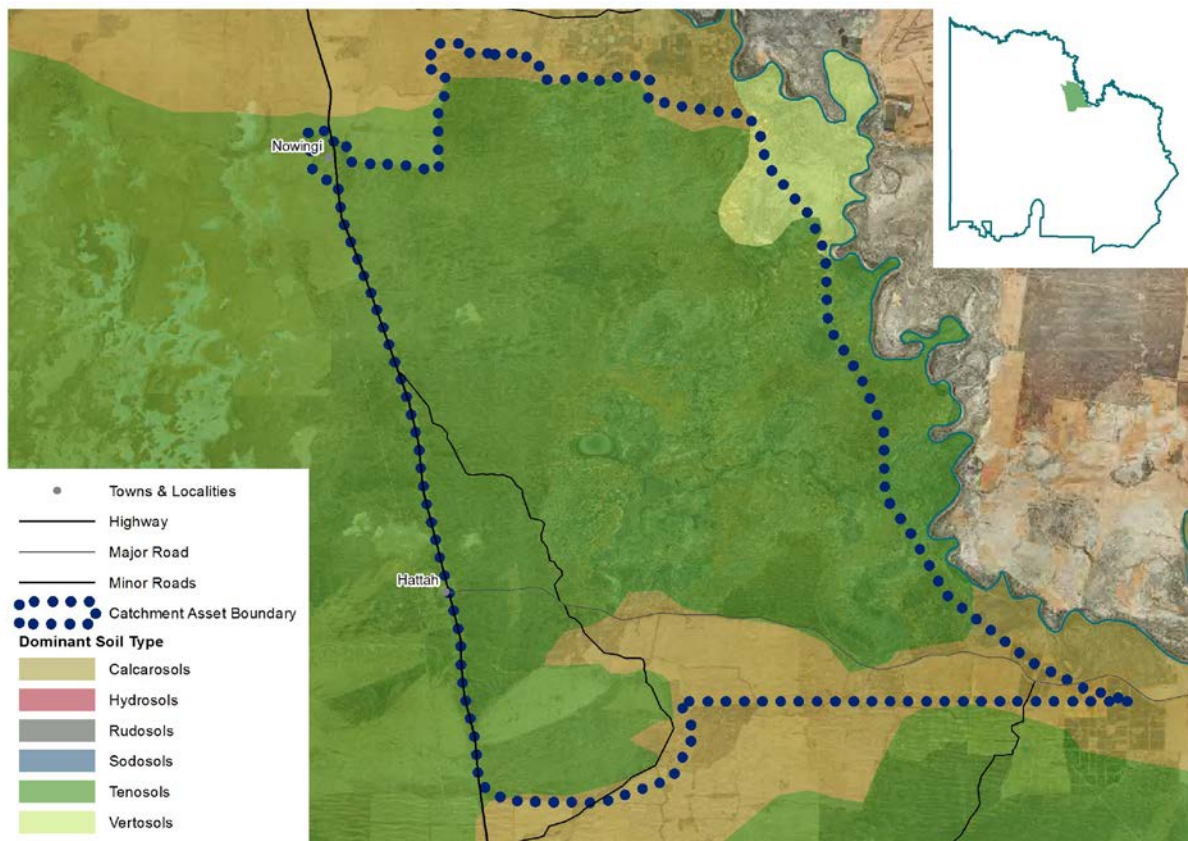 Nowingi
Hattah
Towns & Localities
Highway
Major Road
Minor Roads
Catchment Asset Boundary
Dominant Soil Type
Calcarosols
Hydrosols
Rudosols
Sodosols
Tenosols
Vertosols